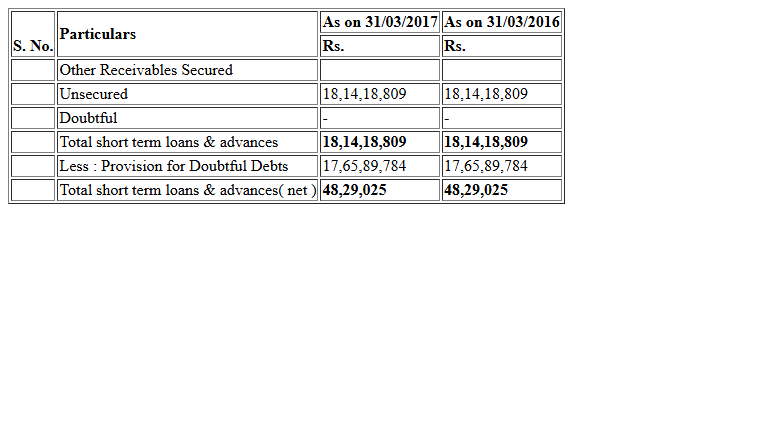 S. No. Particulars As on 31/03/2017 As on 31/03/2016
Rs. Rs.
Other Receivables Secured
Unsecured 18,14,18,809 18,14,18,809
Doubtful - -
Total short term loans & advances 18,14,18,809 18,14,18,809
Less : Provision for Doubtful Debts 17,65,89,784 17,65,89,784
Total short term loans & advances( net ) 48,29,025 48,29,025